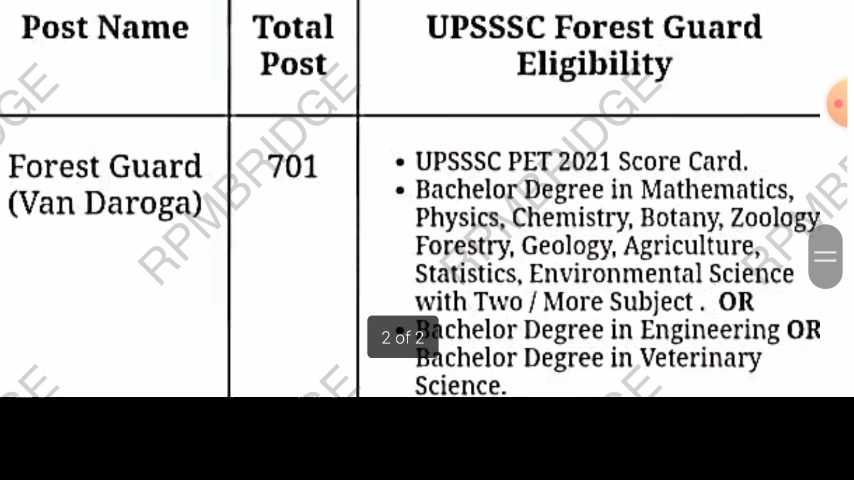 Post Name
Total
Post
UPSSSC Forest Guard
Eligibility
Forest Guard
(Van Daroga)
701
• UPSSSC PET 2021 Score Card.
• Bachelor Degree in Mathematics,
Physics, Chemistry, Botany, Zoology
Forestry, Geology, Agriculture,
Statistics, Environmental Science
with Two / More Subject . OR
• Bachelor Degree in Engineering OR
Bachelor Degree in Veterinary
Science.
2 of 2
RPMBRIDGE
RPMBRIDGE